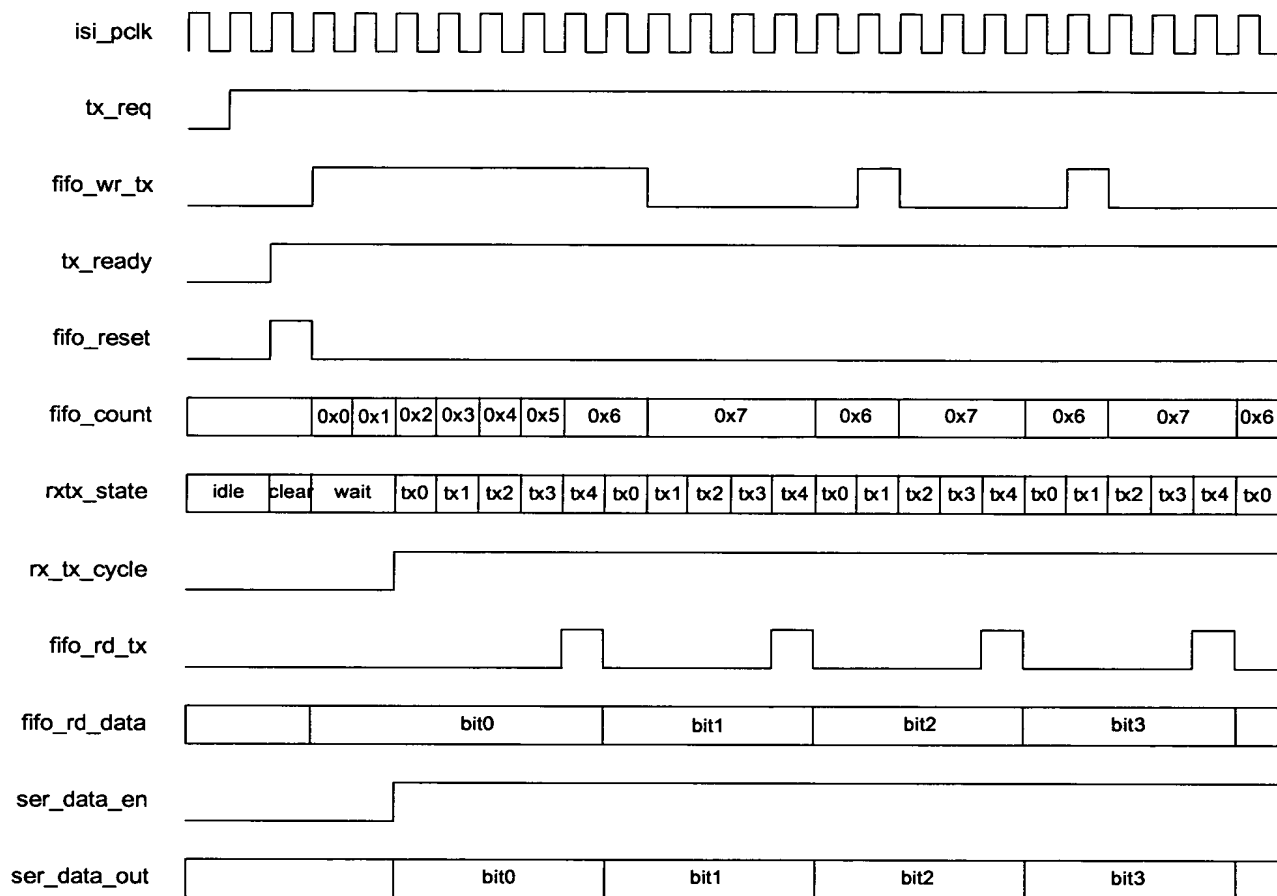 isi_pclk
tx_req
fifo_wr_tx
tx_ready
fifo_reset
fifo_count 0x0 0x1 0x2 0x3 0x4 0x5 0x6 0x7 0x6 0x7 0x6 0x7 0x6
rxtx_state idle clear wait tx0 tx1 tx2 tx3 tx4 tx0 tx1 tx2 tx3 tx4 tx0 tx1 tx2 tx3 tx4 tx0 tx1 tx2 tx3 tx4 tx0
rx_tx_cycle
fifo_rd_tx
fifo_rd_data bit0 bit1 bit2 bit3
ser_data_en
ser_data_out bit0 bit1 bit2 bit3